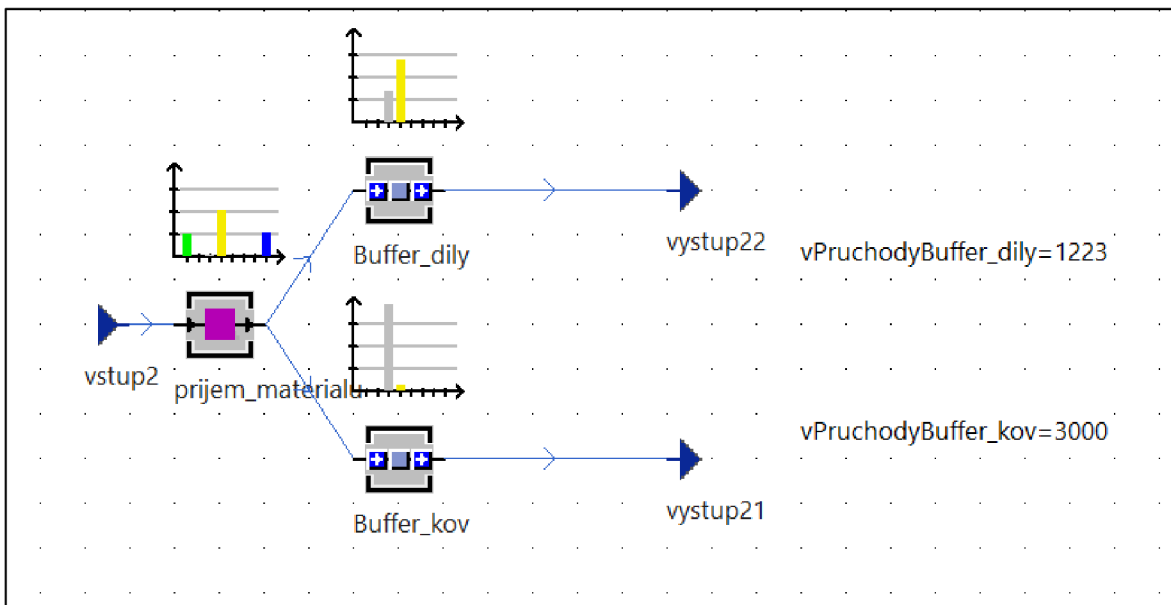 Buffer_dily
vystup22
vPruchodyBuffer_dily=1223
vstup2
prijem_materialu
Buffer_kov
vystup21
vPruchodyBuffer_kov=3000